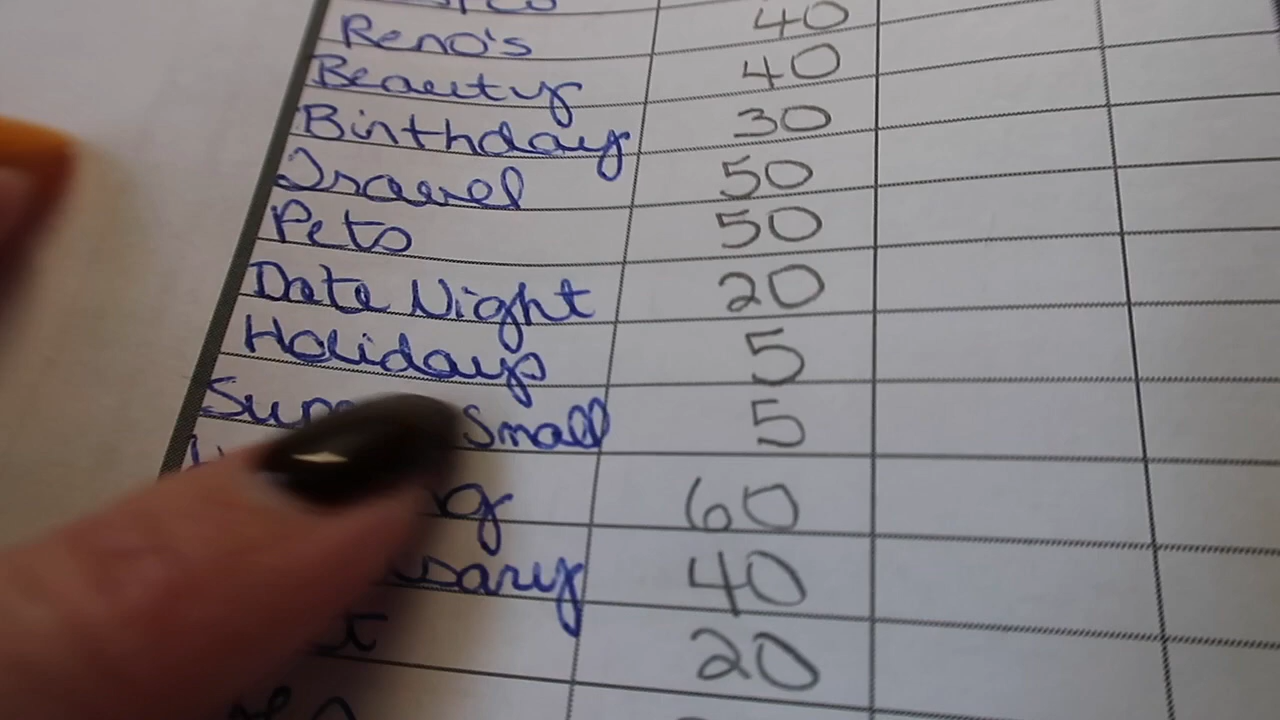 Reno's 40
Beauty 40
Birthday 30
Travel 50
Pets 50
Date Night 20
Holidays 5
Small 5
60
40
20